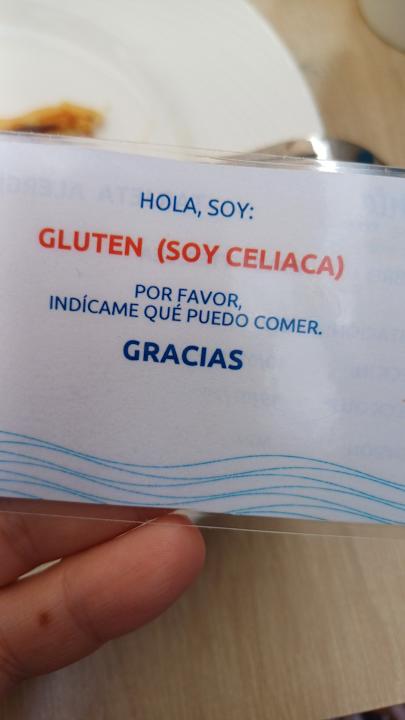 HOLA, SOY:
GLUTEN (SOY CELIACA)
POR FAVOR,
INDÍCAME QUÉ PUEDO COMER.
GRACIAS